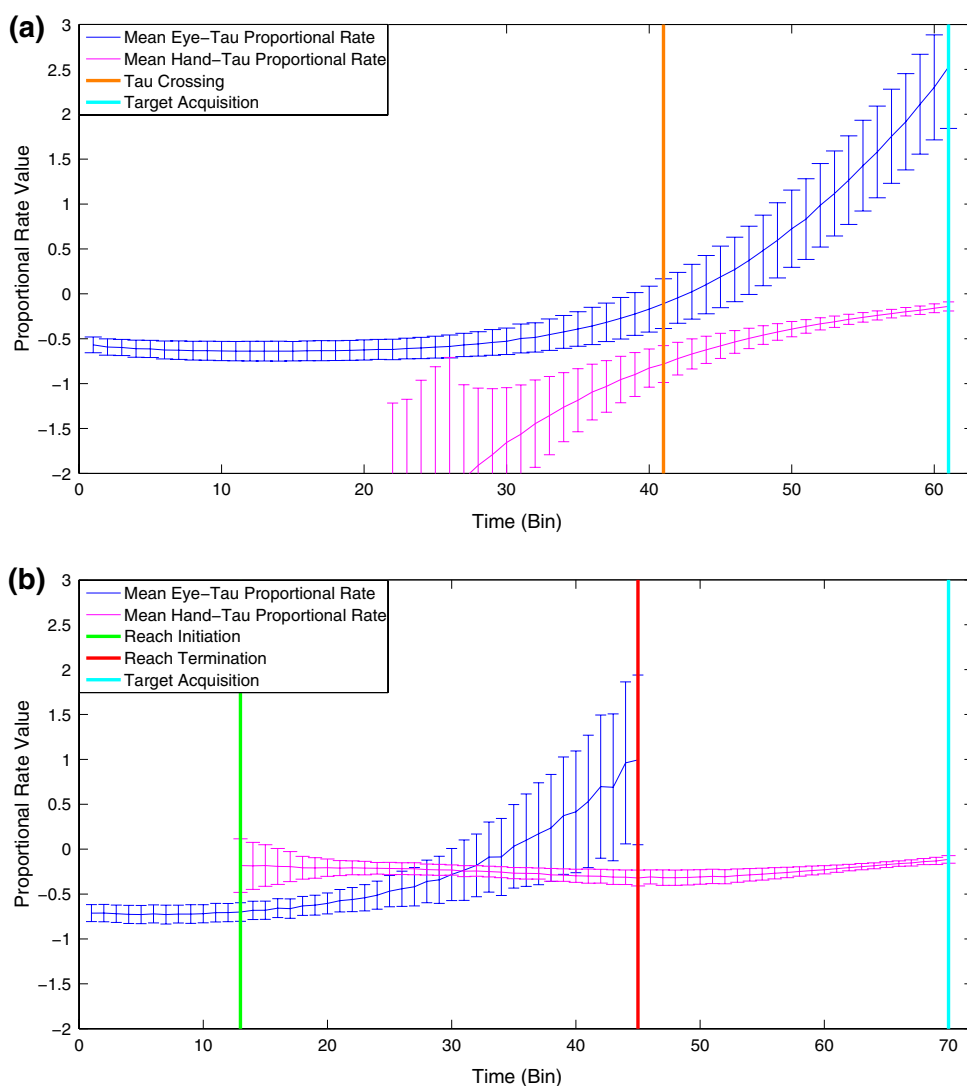 (a)
3
2.5
2
1.5
1
0.5
0
−0.5
−1
−1.5
−2
Proportional Rate Value
Mean Eye−Tau Proportional Rate
Mean Hand−Tau Proportional Rate
Tau Crossing
Target Acquisition
0 10 20 30 40 50 60
Time (Bin)
(b)
3
2.5
2
1.5
1
0.5
0
−0.5
−1
−1.5
−2
Proportional Rate Value
Mean Eye−Tau Proportional Rate
Mean Hand−Tau Proportional Rate
Reach Initiation
Reach Termination
Target Acquisition
0 10 20 30 40 50 60 70
Time (Bin)